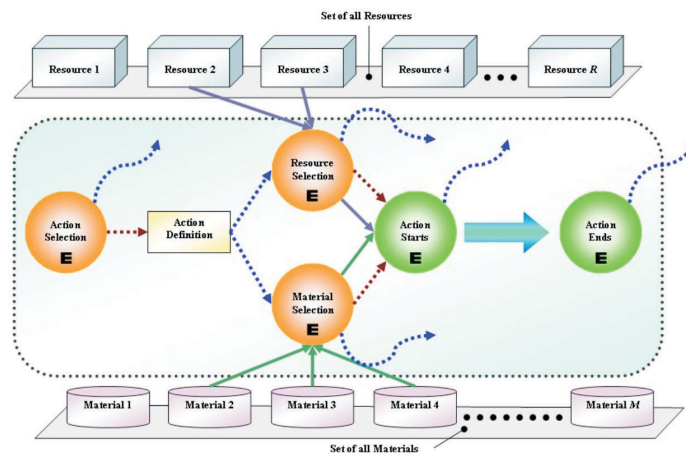 Set of all Resources
Resource 1
Resource 2
Resource 3
Resource 4
Resource R
Resource
Selection
E
Action
Selection
E
Action
Definition
Action
Starts
E
Action
Ends
E
Material
Selection
E
Material 1
Material 2
Material 3
Material 4
Material M
Set of all Materials